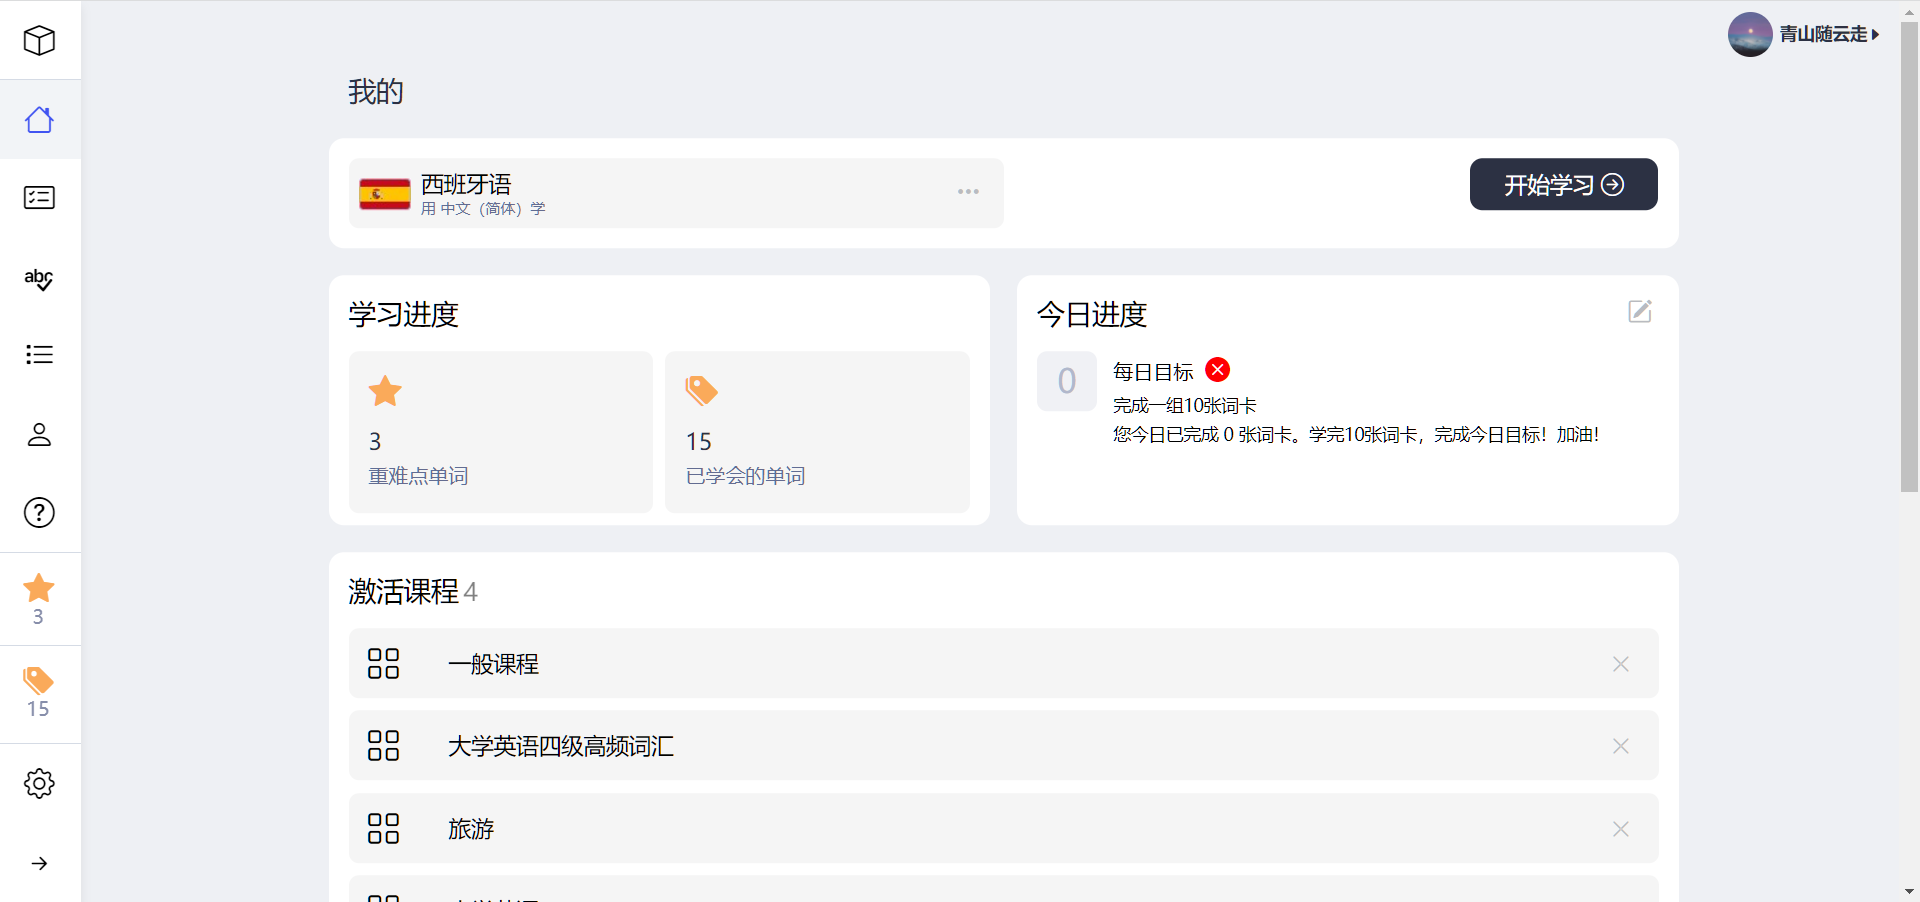 青山随云走
我的
西班牙语
用 中文（简体）学
开始学习
学习进度
3
重难点单词
15
已学会的单词
今日进度
0
每日目标
完成一组10张词卡
您今日已完成 0 张词卡。学完10张词卡，完成今日目标！加油！
激活课程 4
一般课程
大学英语四级高频词汇
旅游
abc
?
3
15